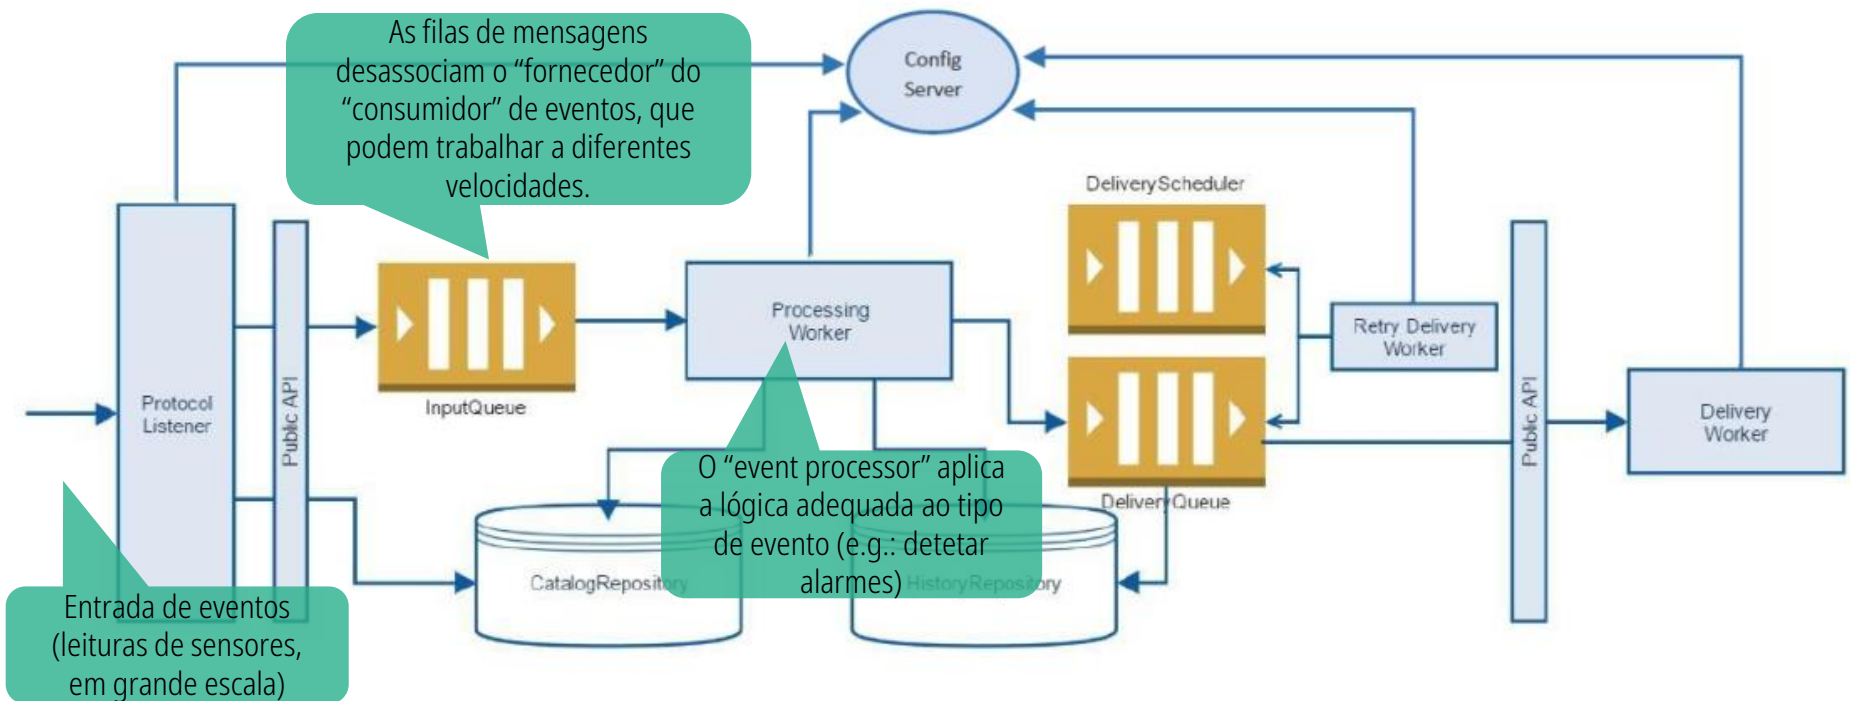 As filas de mensagens
desassociam o “fornecedor” do
“consumidor” de eventos, que
podem trabalhar a diferentes
velocidades.
Config
Server
DeliveryScheduler
Processing
Worker
Retry Delivery
Worker
Protocol
Listener
Public API
InputQueue
Public API
Delivery
Worker
O “event processor” aplica
a lógica adequada ao tipo
de evento (e.g.: detetar
alarmes)
DeliveryQueue
CatalogRepository
HistoryRepository
Entrada de eventos
(leituras de sensores,
em grande escala)